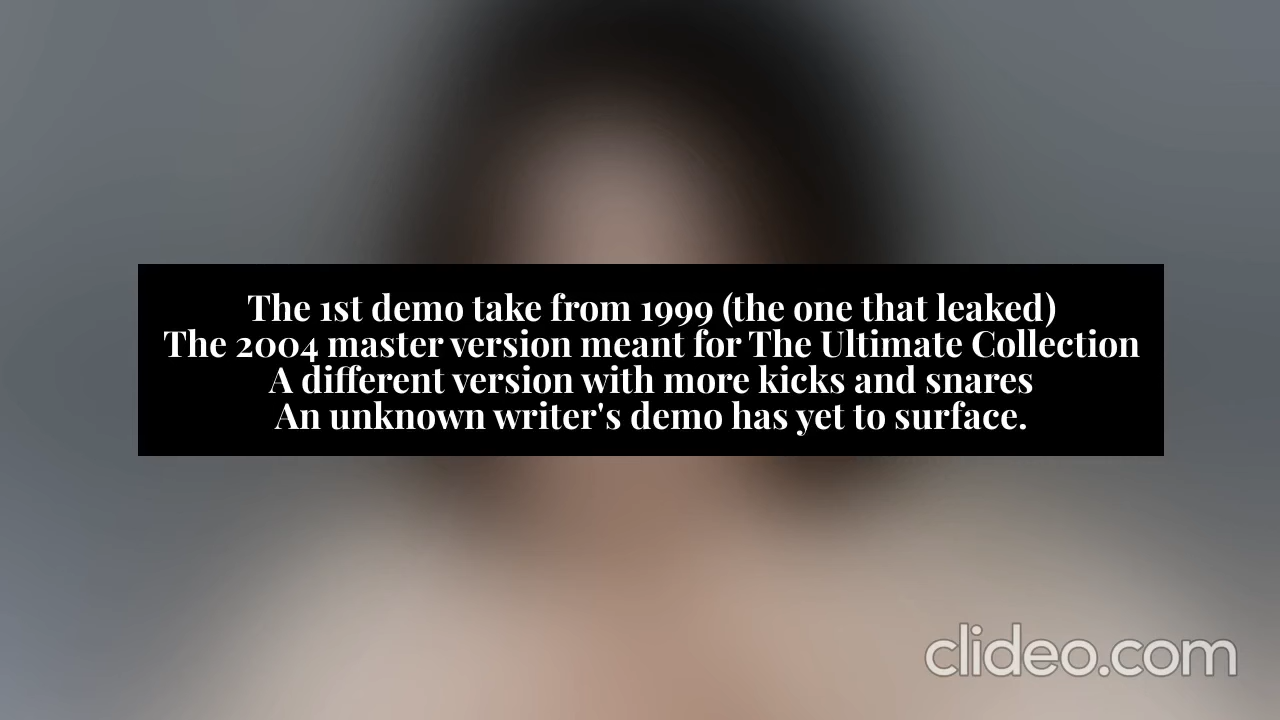 The 1st demo take from 1999 (the one that leaked)
The 2004 master version meant for The Ultimate Collection
A different version with more kicks and snares
An unknown writer's demo has yet to surface.
clideo.com